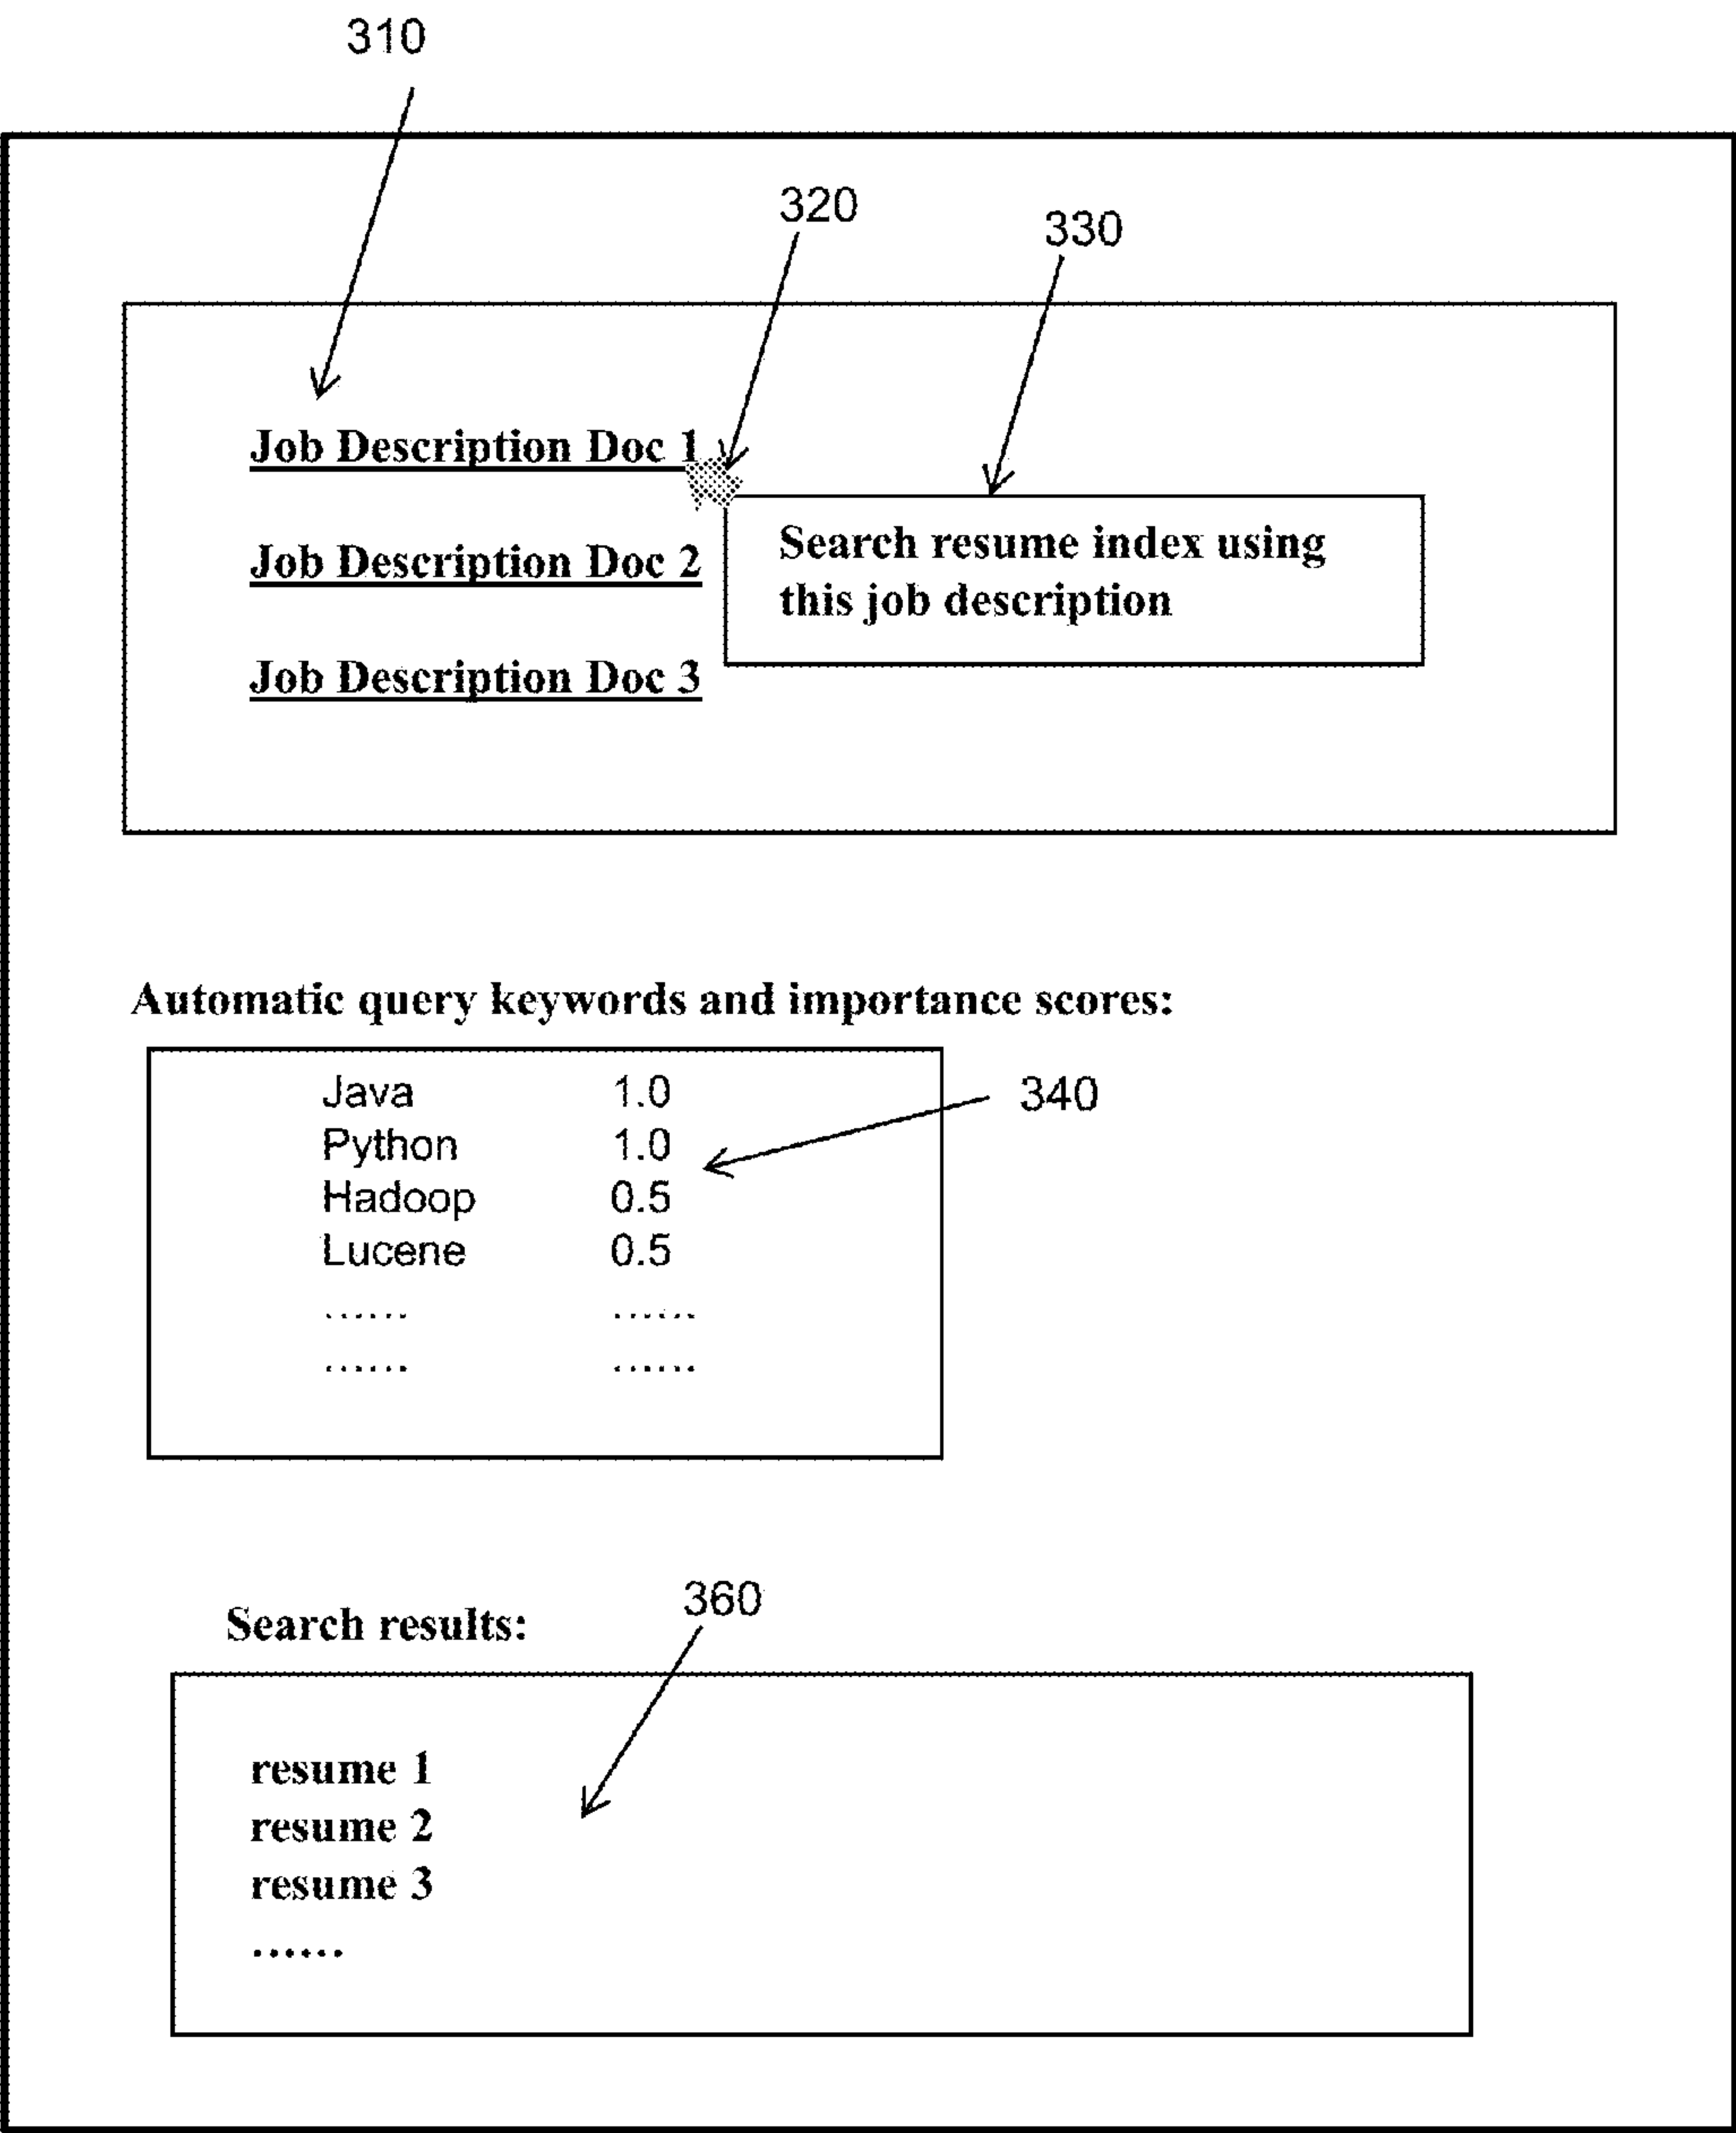 310
320
330
Job Description Doc 1
Search resume index using
this job description
Job Description Doc 2
Job Description Doc 3
Automatic query keywords and importance scores:
Java 1.0
340
Python 1.0
Hadoop 0.5
Lucene 0.5
...... ......
...... ......
360
Search results:
resume 1
resume 2
resume 3
......